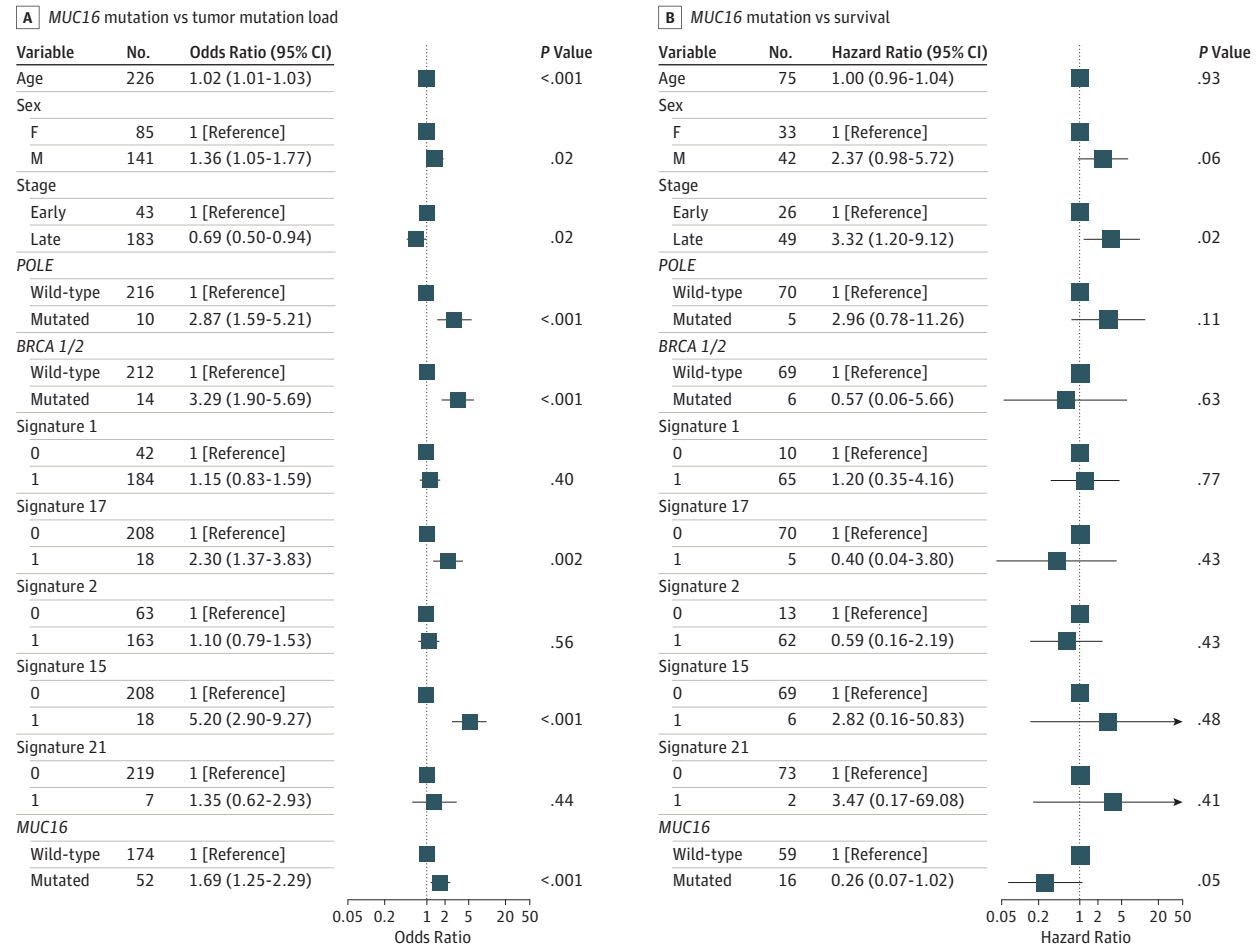 A MUC16 mutation vs tumor mutation load
Variable No. Odds Ratio (95% CI) P Value
Age 226 1.02 (1.01-1.03) <.001
Sex
F 85 1 [Reference]
M 141 1.36 (1.05-1.77) .02
Stage
Early 43 1 [Reference]
Late 183 0.69 (0.50-0.94) .02
POLE
Wild-type 216 1 [Reference]
Mutated 10 2.87 (1.59-5.21) <.001
BRCA 1/2
Wild-type 212 1 [Reference]
Mutated 14 3.29 (1.90-5.69) <.001
Signature 1
0 42 1 [Reference]
1 184 1.15 (0.83-1.59) .40
Signature 17
0 208 1 [Reference]
1 18 2.30 (1.37-3.83) .002
Signature 2
0 63 1 [Reference]
1 163 1.10 (0.79-1.53) .56
Signature 15
0 208 1 [Reference]
1 18 5.20 (2.90-9.27) <.001
Signature 21
0 219 1 [Reference]
1 7 1.35 (0.62-2.93) .44
MUC16
Wild-type 174 1 [Reference]
Mutated 52 1.69 (1.25-2.29) <.001
0.05 0.2 1 2 5 20 50
Odds Ratio
B MUC16 mutation vs survival
Variable No. Hazard Ratio (95% CI) P Value
Age 75 1.00 (0.96-1.04) .93
Sex
F 33 1 [Reference]
M 42 2.37 (0.98-5.72) .06
Stage
Early 26 1 [Reference]
Late 49 3.32 (1.20-9.12) .02
POLE
Wild-type 70 1 [Reference]
Mutated 5 2.96 (0.78-11.26) .11
BRCA 1/2
Wild-type 69 1 [Reference]
Mutated 6 0.57 (0.06-5.66) .63
Signature 1
0 10 1 [Reference]
1 65 1.20 (0.35-4.16) .77
Signature 17
0 70 1 [Reference]
1 5 0.40 (0.04-3.80) .43
Signature 2
0 13 1 [Reference]
1 62 0.59 (0.16-2.19) .43
Signature 15
0 69 1 [Reference]
1 6 2.82 (0.16-50.83) .48
Signature 21
0 73 1 [Reference]
1 2 3.47 (0.17-69.08) .41
MUC16
Wild-type 59 1 [Reference]
Mutated 16 0.26 (0.07-1.02) .05
0.05 0.2 1 2 5 20 50
Hazard Ratio